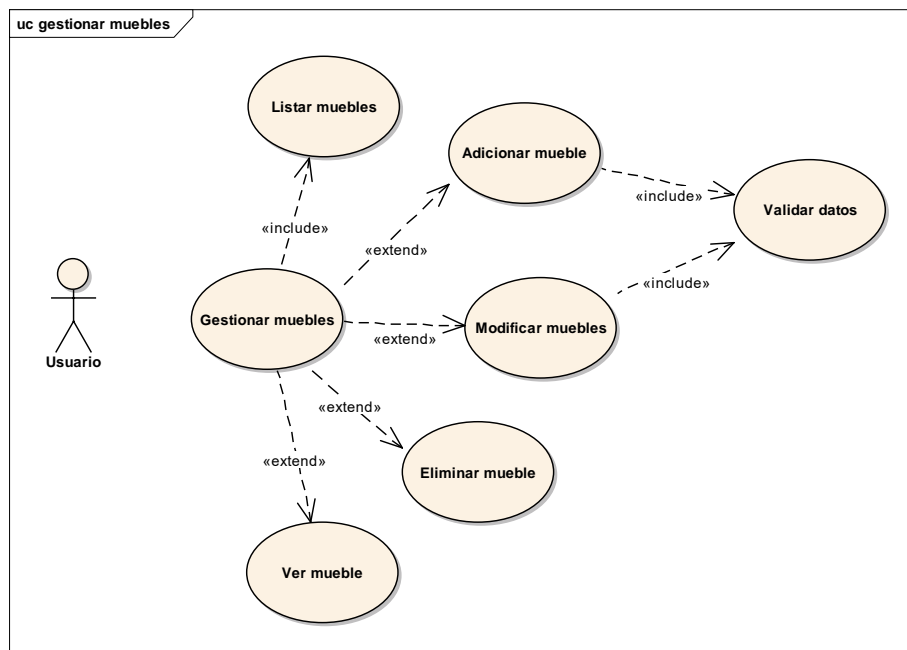 uc gestionar muebles
Listar muebles
Adicionar mueble
«include»
Validar datos
«include»
«extend»
«include»
Gestionar muebles
Modificar muebles
«extend»
Usuario
«extend»
«extend»
Eliminar mueble
Ver mueble